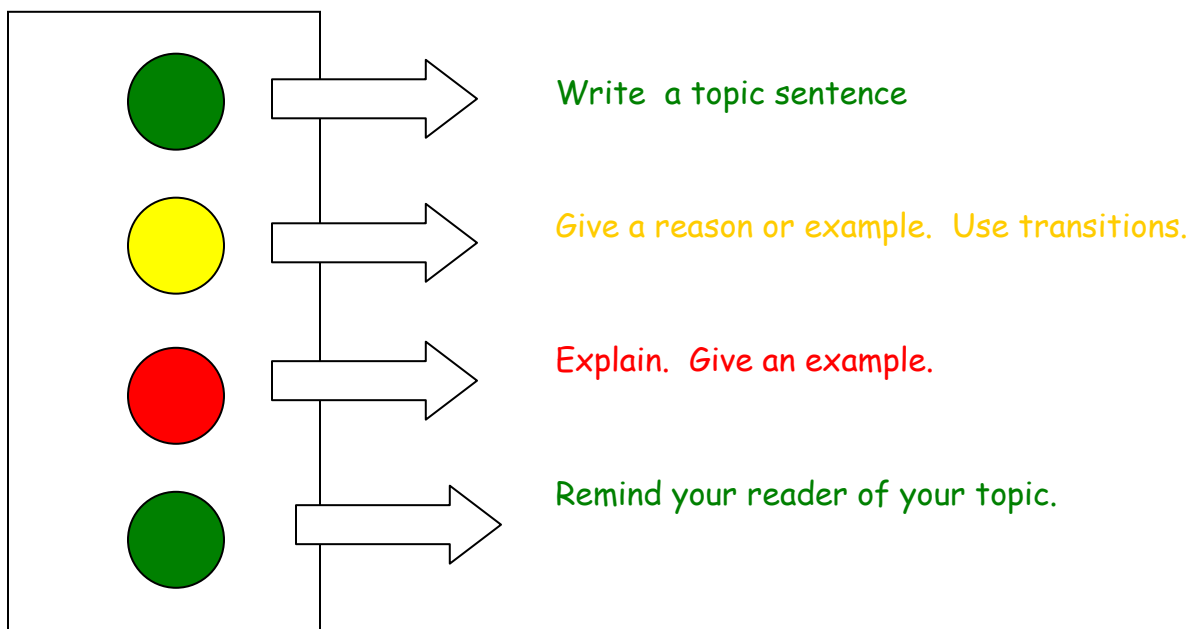 Write  a topic sentence
Give a reason or example.  Use transitions.
Explain.  Give an example.
Remind your reader of your topic.